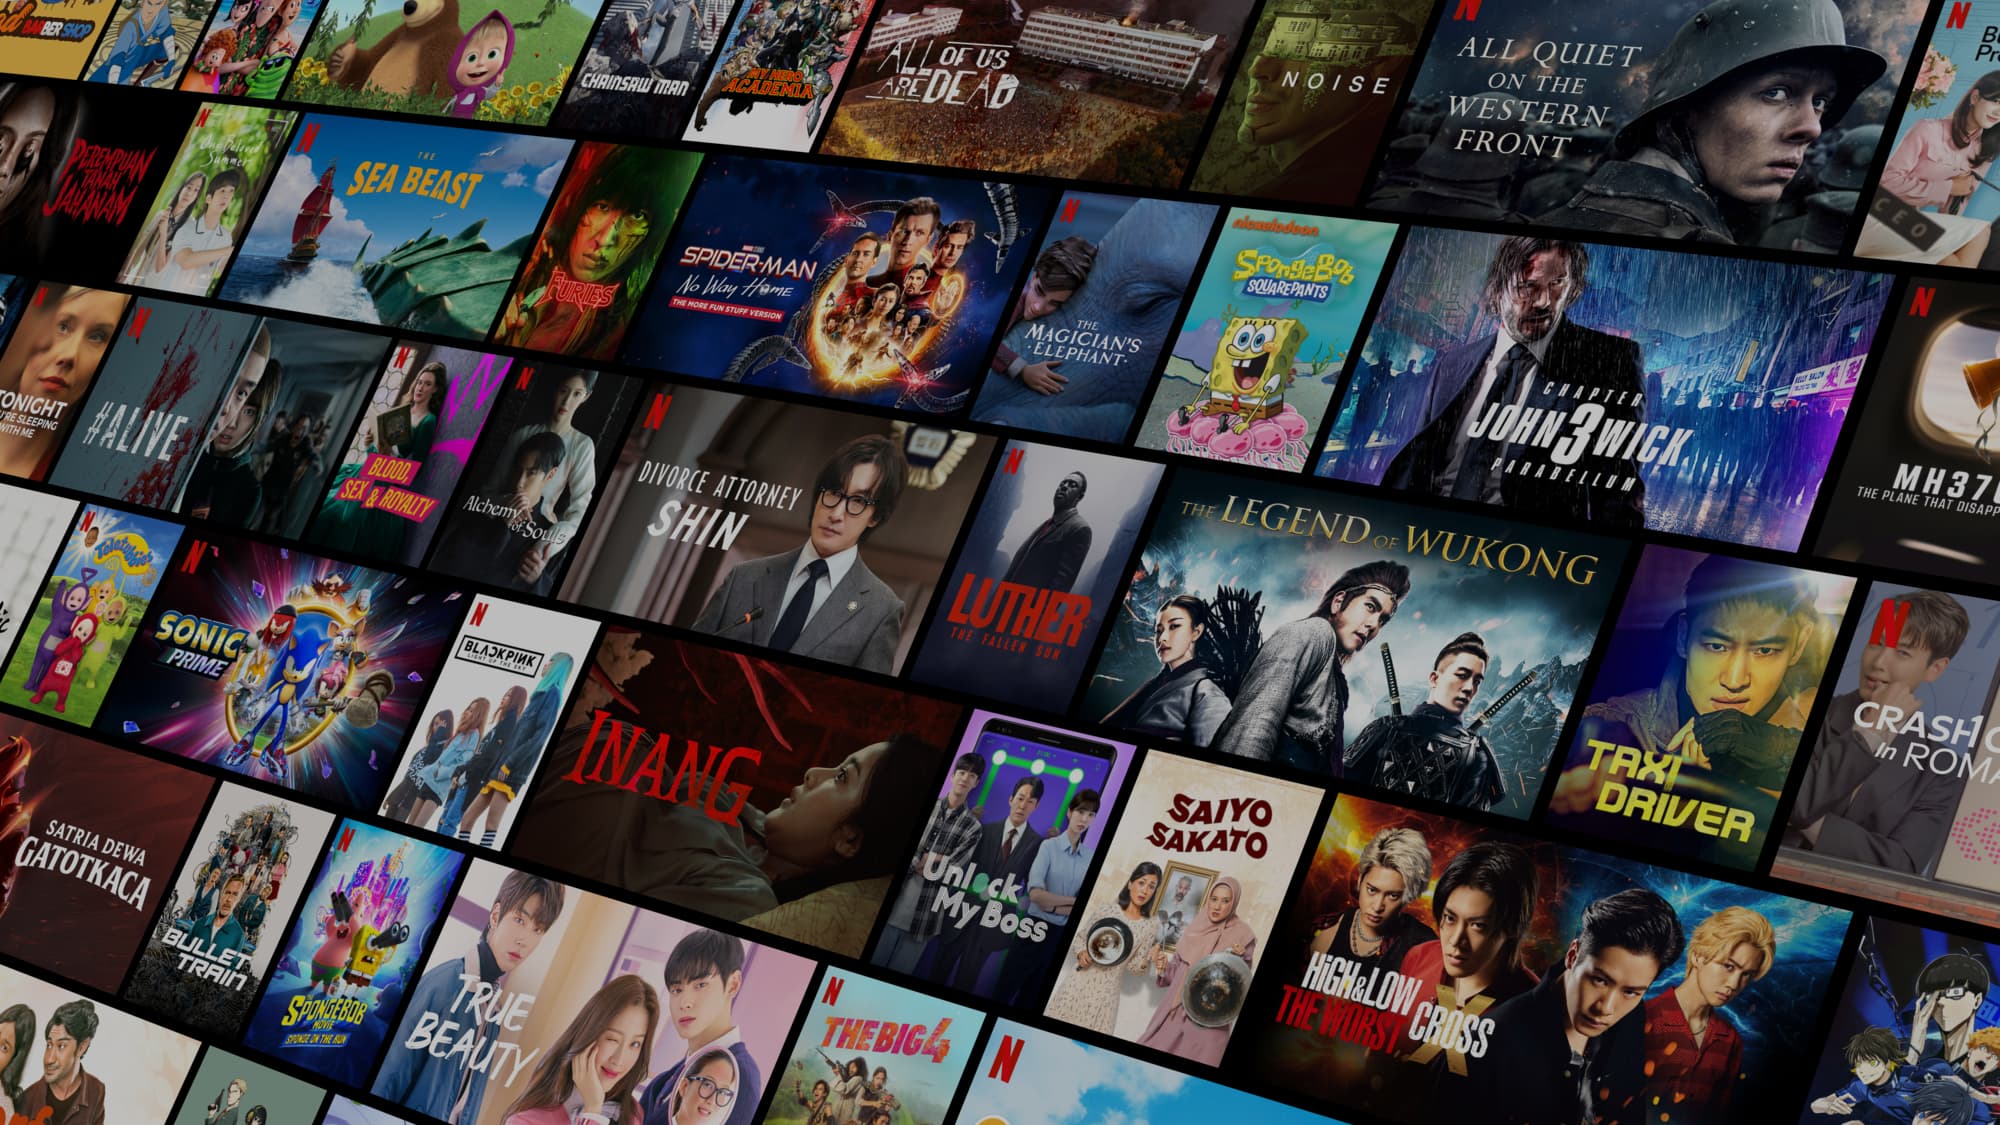 BARBER SHOP
CHAINSAW MAN
MY HERO
ACADEMIA
ALL OF US
ARE DEAD
NOISE
N
ALL QUIET
ON THE
WESTERN
FRONT
N
CEO
PEREMPUAN
TANAH
JAHANAM
N
Our Beloved
Summer
N
THE
SEA BEAST
N
FURIES
SPIDER-MAN
No Way Home
THE MORE FUN STUFF VERSION
N
THE
MAGICIAN'S
·ELEPHANT·
nickelodeon
SPONGEBOB
SQUAREPANTS
CHAPTER
JOHN 3 WICK
PARABELLUM
N
MH370
THE PLANE THAT DISAPP
N
TONIGHT
YOU'RE SLEEPING
WITH ME
N
#ALIVE
N
BLOOD,
SEX & ROYALTY
N
Alchemy
of Souls
N
DIVORCE ATTORNEY
SHIN
N
LUTHER
THE FALLEN SUN
THE LEGEND OF WUKONG
TAXI
DRIVER
N
CRASH
in ROMA
N
Teletubbies
N
SONIC
PRIME
N
BLACKPINK
LIGHT UP THE SKY
INANG
Unlock
My Boss
SAIYO
SAKATO
HiGH&LOW
THE WORST X CROSS
SATRIA DEWA
GATOTKACA
BULLET
TRAIN
N
THE
SPONGEBOB
MOVIE
SPONGE ON THE RUN
TRUE
BEAUTY
N
THE BIG 4
N